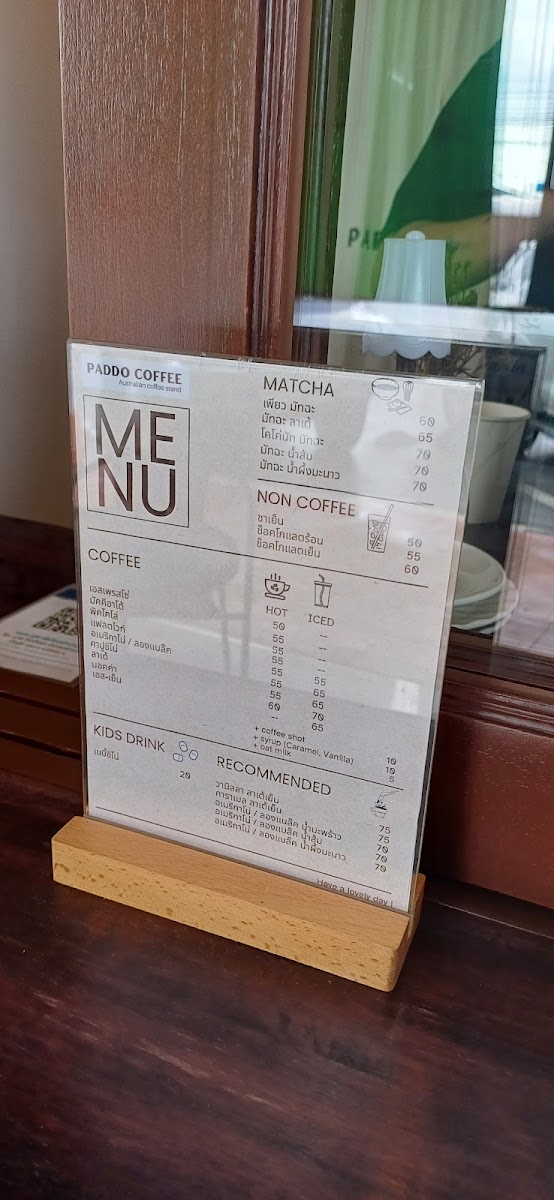 PADDO COFFEE
Australian coffee stand
ME
NU
MATCHA
เพียว มัทฉะ 60
มัทฉะ ลาเต้ 65
โคโค่นัท มัทฉะ 70
มัทฉะ น้ำส้ม 70
มัทฉะ น้ำผึ้งมะนาว 70
NON COFFEE
ชาเย็น 50
ช็อคโกแลตร้อน 55
ช็อคโกแลตเย็น 60
COFFEE
HOT ICED
เอสเพรสโซ่ 50 --
มัคคิอาโต้ 55 --
พิคโคโล่ 55 --
แฟลตไวท์ 55 --
อเมริกาโน่ / ลองแบล๊ค 55 55
คาปูชิโน่ 55 65
ลาเต้ 55 65
มอคค่า 60 70
เอส-เย็น -- 65
+ coffee shot 10
+ syrup (Caramel, Vanilla) 10
+ oat milk 5
KIDS DRINK
เบบี้ชิโน่ 20
RECOMMENDED
วานิลลา ลาเต้เย็น 75
คาราเมล ลาเต้เย็น 75
อเมริกาโน่ / ลองแบล๊ค น้ำมะพร้าว 70
อเมริกาโน่ / ลองแบล๊ค น้ำส้ม 70
อเมริกาโน่ / ลองแบล๊ค น้ำผึ้งมะนาว 70
Have a lovely day !
PAD